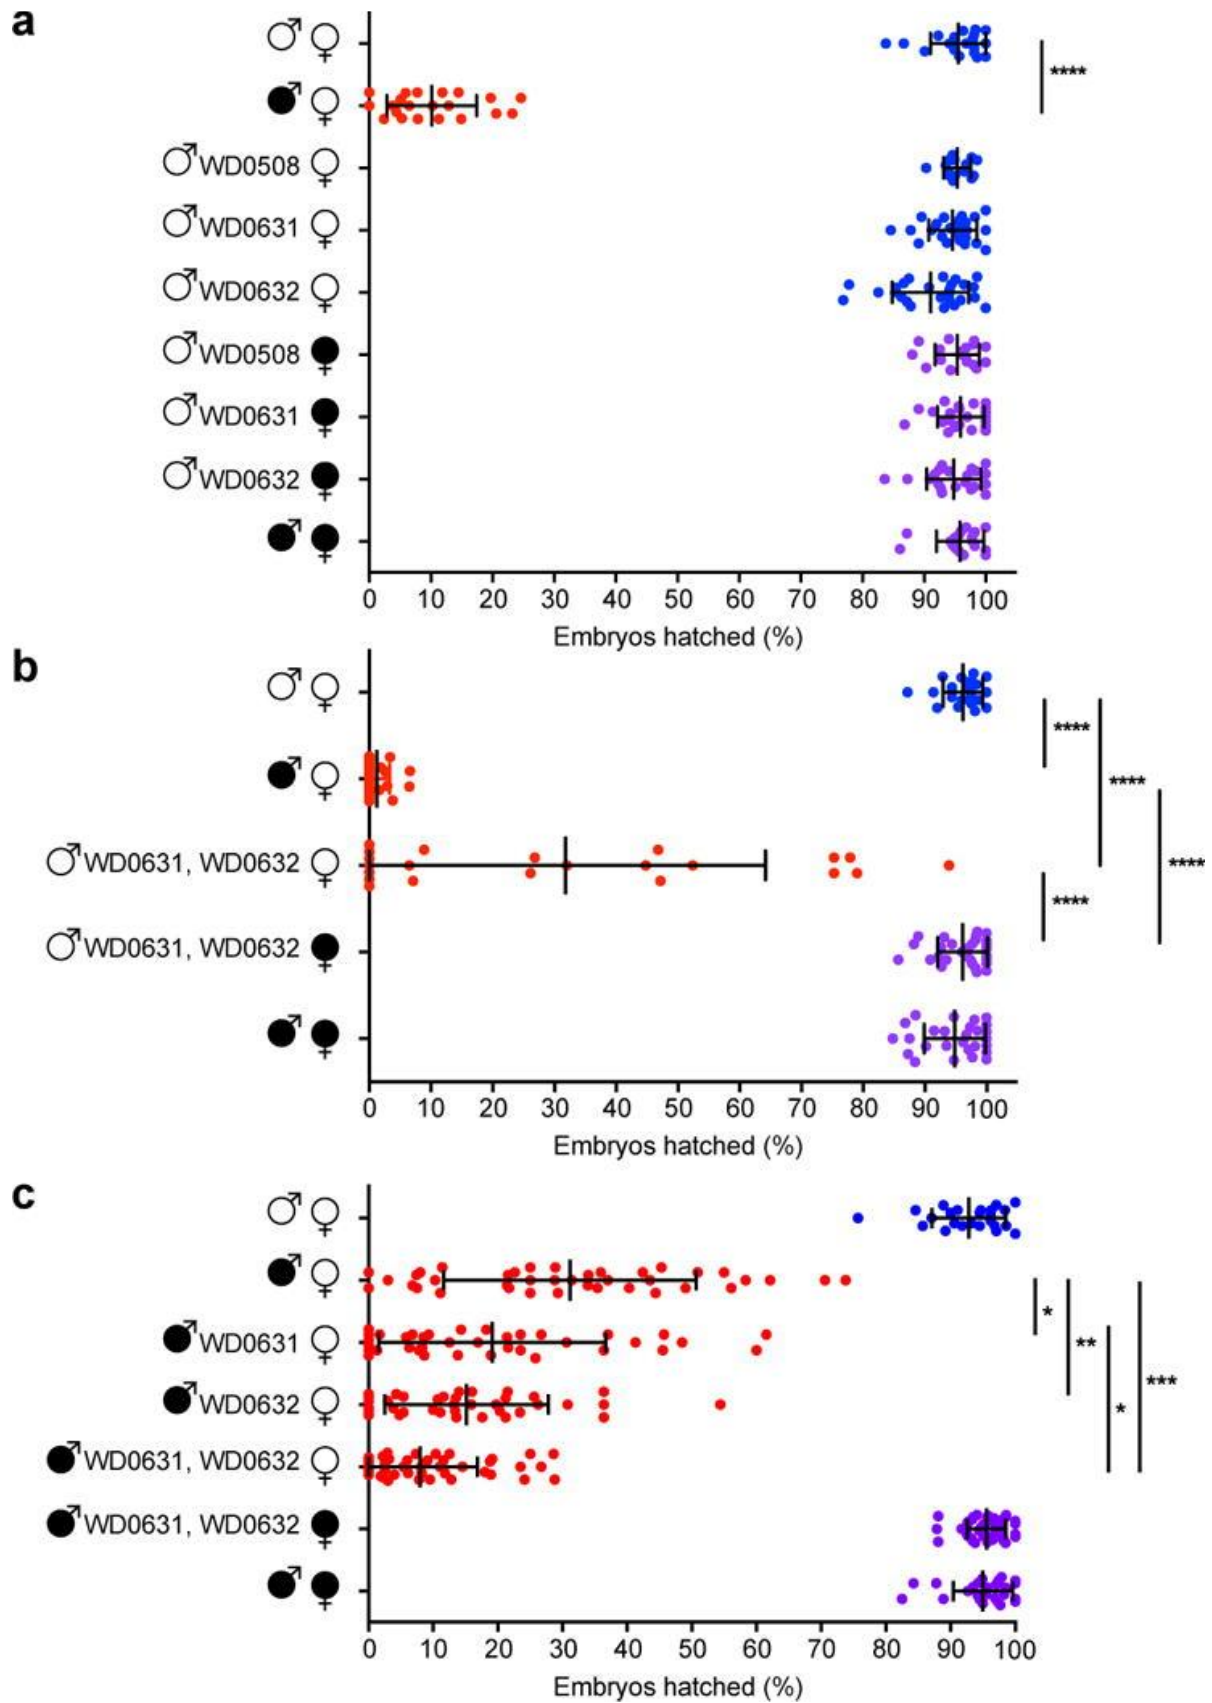 a
♂ ♀
****
♂ ♀
♂ WD0508 ♀
♂ WD0631 ♀
♂ WD0632 ♀
♂ WD0508 ♀
♂ WD0631 ♀
♂ WD0632 ♀
♂ ♀
0 10 20 30 40 50 60 70 80 90 100
Embryos hatched (%)
b
♂ ♀
****
♂ ♀
****
****
♂ WD0631, WD0632 ♀
****
♂ WD0631, WD0632 ♀
♂ ♀
0 10 20 30 40 50 60 70 80 90 100
Embryos hatched (%)
c
♂ ♀
♂ ♀
*
♂ WD0631 ♀
**
***
♂ WD0632 ♀
*
♂ WD0631, WD0632 ♀
♂ WD0631, WD0632 ♀
♂ ♀
0 10 20 30 40 50 60 70 80 90 100
Embryos hatched (%)